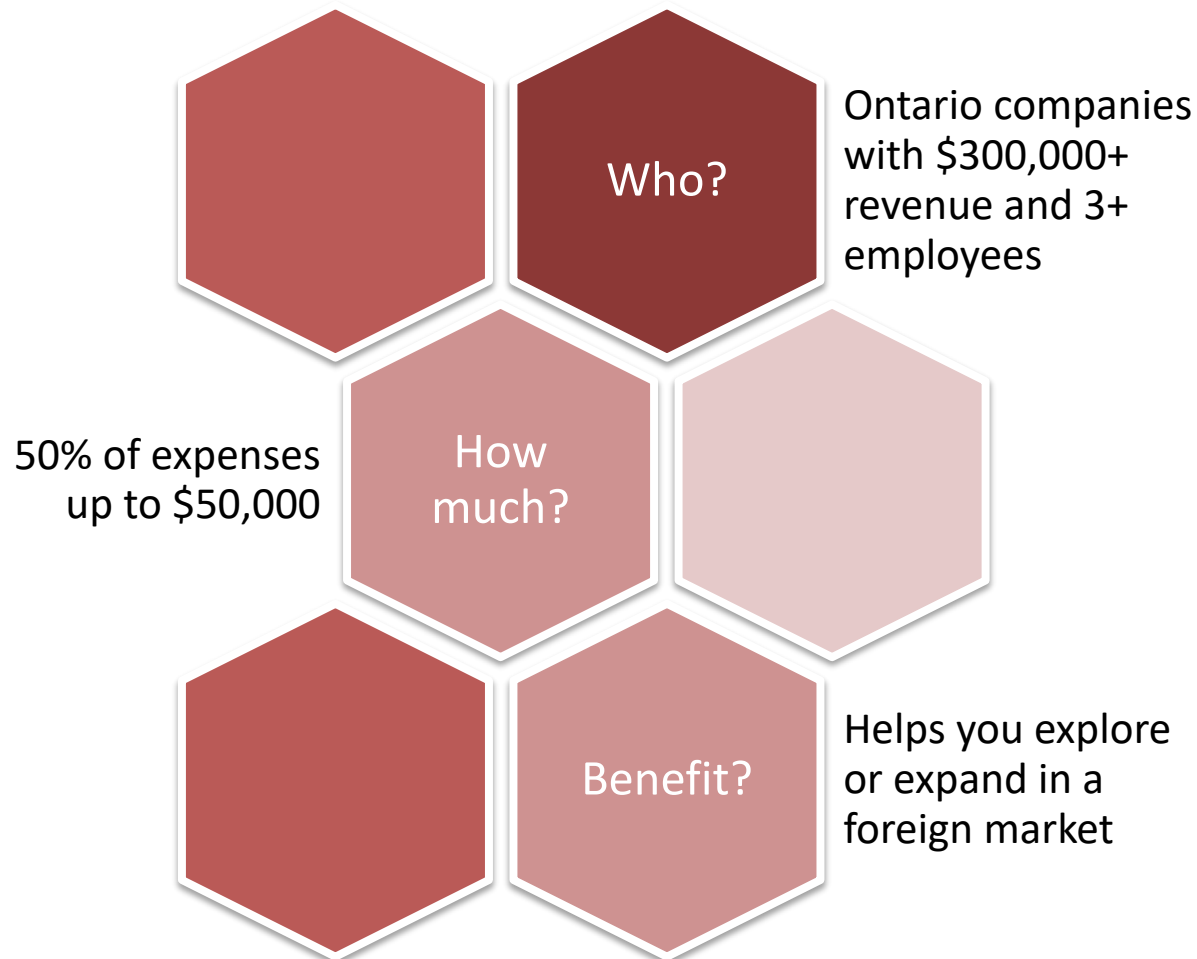 Who?
Ontario companies
with $300,000+
revenue and 3+
employees
50% of expenses
up to $50,000
How
much?
Benefit?
Helps you explore
or expand in a
foreign market